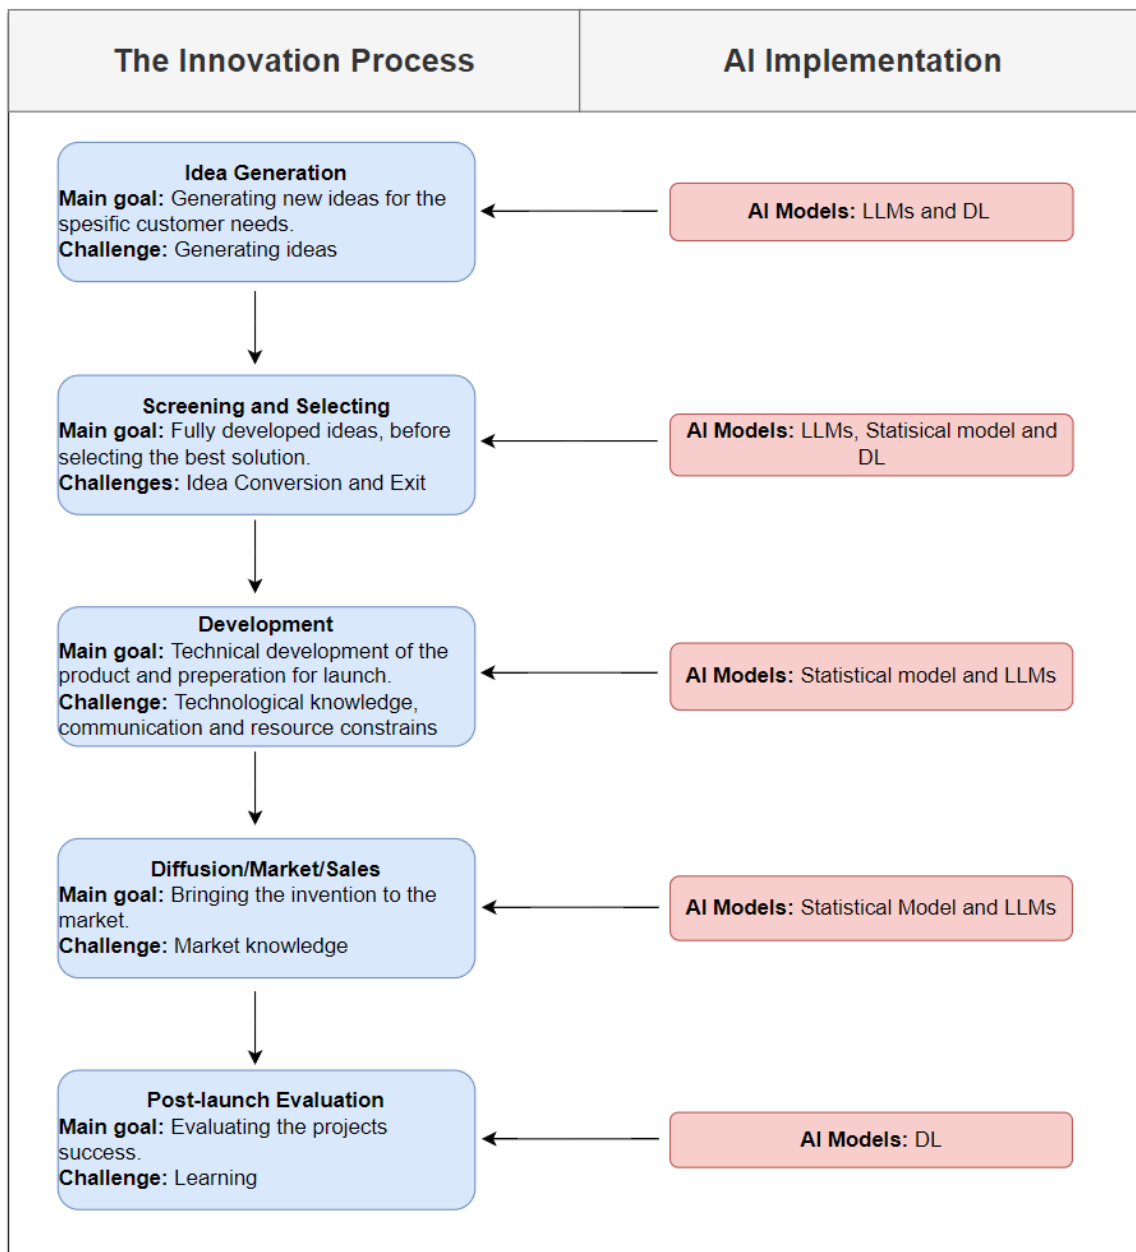 The Innovation Process
AI Implementation
Idea Generation
Main goal: Generating new ideas for the
spesific customer needs.
Challenge: Generating ideas
AI Models: LLMs and DL
Screening and Selecting
Main goal: Fully developed ideas, before
selecting the best solution.
Challenges: Idea Conversion and Exit
AI Models: LLMs, Statisical model and
DL
Development
Main goal: Technical development of the
product and preperation for launch.
Challenge: Technological knowledge,
communication and resource constrains
AI Models: Statistical model and LLMs
Diffusion/Market/Sales
Main goal: Bringing the invention to the
market.
Challenge: Market knowledge
AI Models: Statistical Model and LLMs
Post-launch Evaluation
Main goal: Evaluating the projects
success.
Challenge: Learning
AI Models: DL